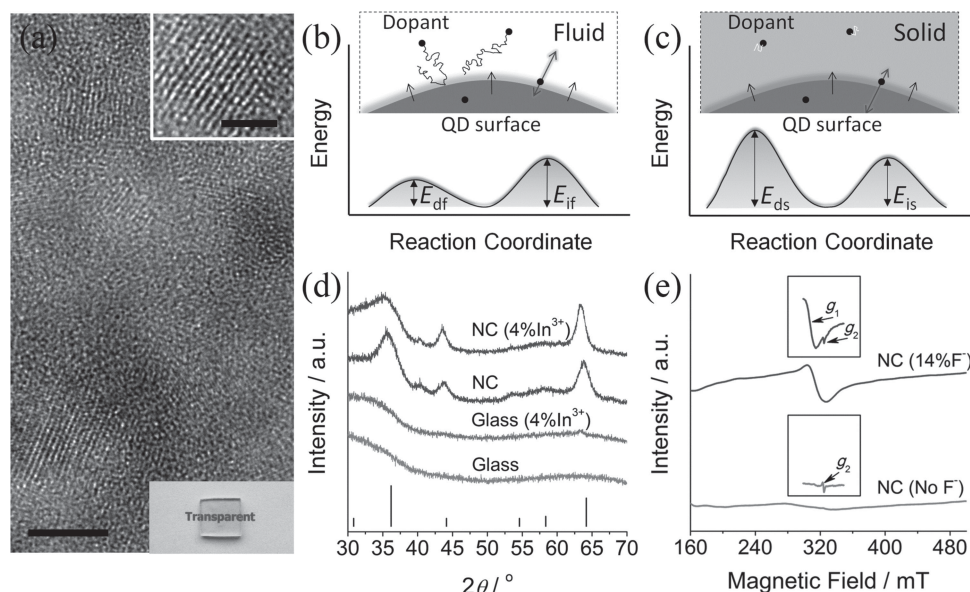 (a)
Transparent
(b)
Dopant
Fluid
QD surface
Energy
E_df
E_if
Reaction Coordinate
(c)
Dopant
Solid
QD surface
Energy
E_ds
E_is
Reaction Coordinate
(d)
NC (4%In³⁺)
NC
Glass (4%In³⁺)
Glass
Intensity / a.u.
30 35 40 45 50 55 60 65 70
2θ / °
(e)
g₁
g₂
NC (14%F⁻)
g₂
NC (No F⁻)
Intensity / a.u.
160 240 320 400 480
Magnetic Field / mT